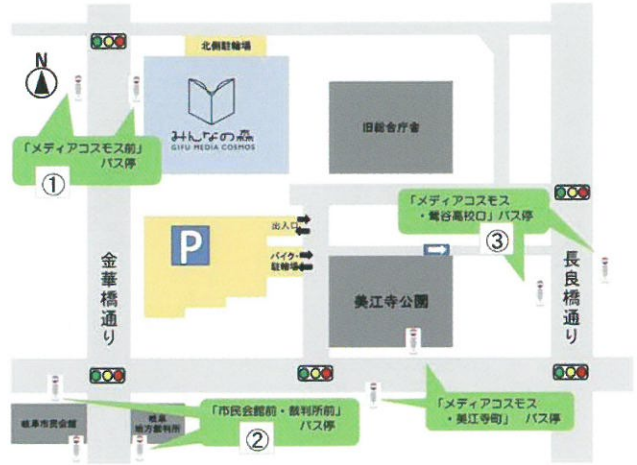 北側駐輪場
N
みんなの森
GIFU MEDIA COSMOS
旧総合庁舎
「メディアコスモス前」
バス停
①
「メディアコスモス
・鶯谷高校口」バス停
③
出入口
P
バイク・
駐輪場
金華橋通り
長良橋通り
美江寺公園
「市民会館前・裁判所前」
バス停
②
「メディアコスモス
・美江寺町」 バス停
岐阜市民会館
岐阜
地方裁判所